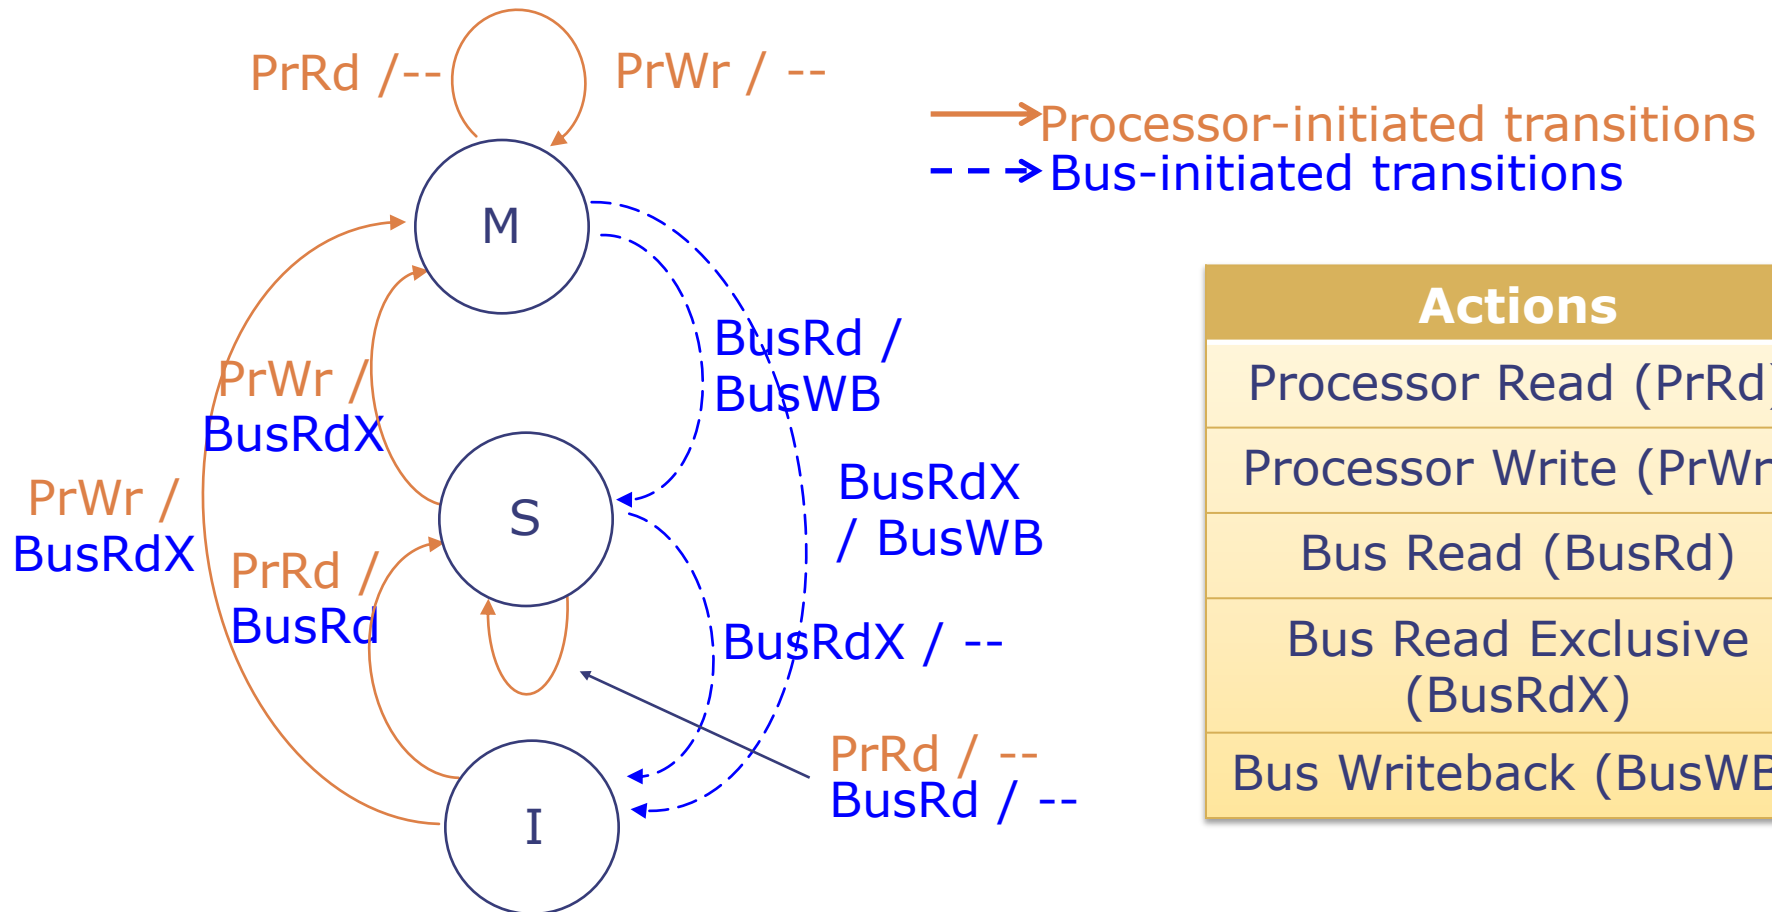 PrRd /--
PrWr / --
Processor-initiated transitions
Bus-initiated transitions
M
Actions
BusRd /
BusWB
PrWr /
BusRdX
Processor Read (PrRd)
Processor Write (PrWr
BusRdX
/ BusWB
PrWr /
BusRdX
S
Bus Read (BusRd)
PrRd /
BusRd
BusRdX / --
Bus Read Exclusive
(BusRdX)
PrRd / --
BusRd / --
Bus Writeback (BusWB
I